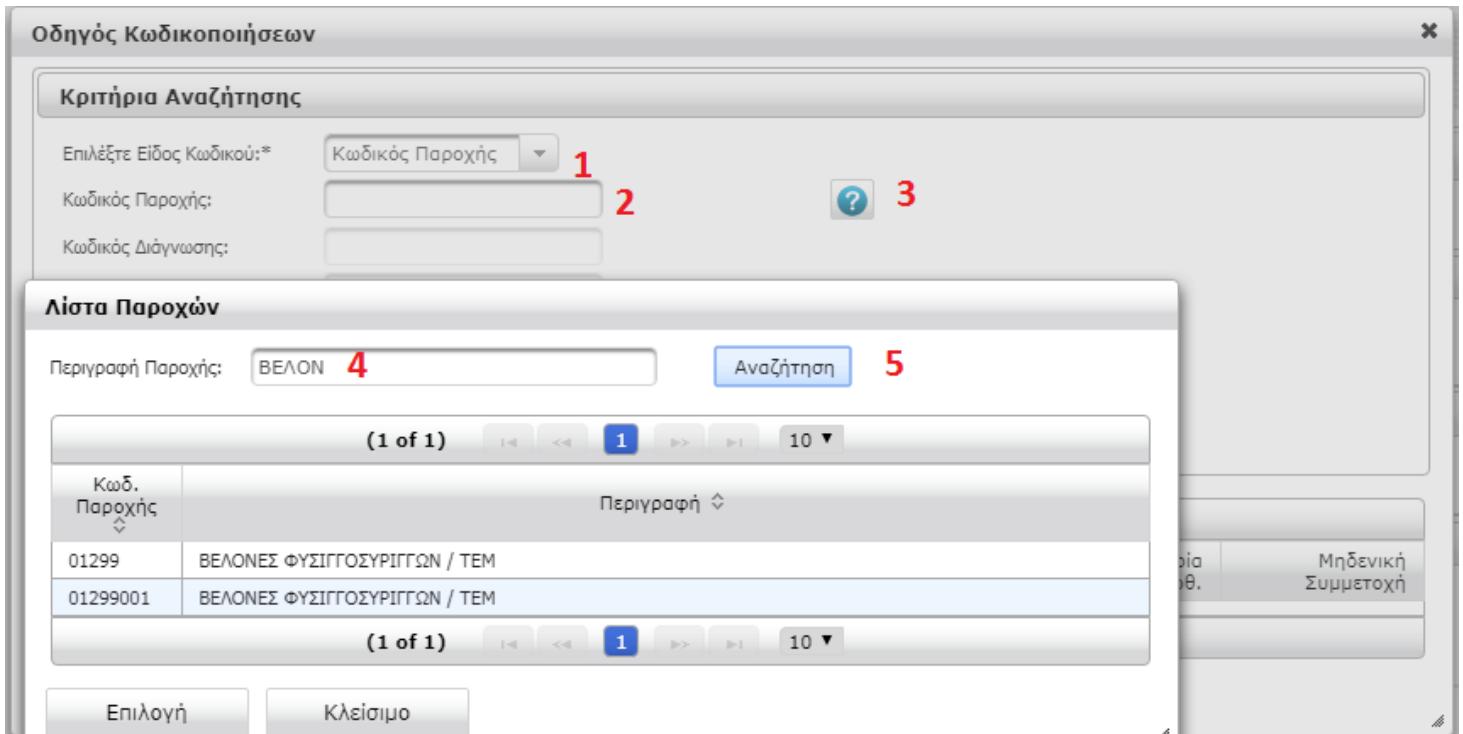 Οδηγός Κωδικοποιήσεων
Κριτήρια Αναζήτησης
Επιλέξτε Είδος Κωδικού:* Κωδικός Παροχής 1
Κωδικός Παροχής: 2 ? 3
Κωδικός Διάγνωσης:
Λίστα Παροχών
Περιγραφή Παροχής: ΒΕΛΟΝ 4 Αναζήτηση 5
(1 of 1) 1 10
Κωδ.
Παροχής
Περιγραφή
01299 ΒΕΛΟΝΕΣ ΦΥΣΙΓΓΟΣΥΡΙΓΓΩΝ / ΤΕΜ
01299001 ΒΕΛΟΝΕΣ ΦΥΣΙΓΓΟΣΥΡΙΓΓΩΝ / ΤΕΜ
Μηδενική
Συμμετοχή
(1 of 1) 1 10
Επιλογή Κλείσιμο